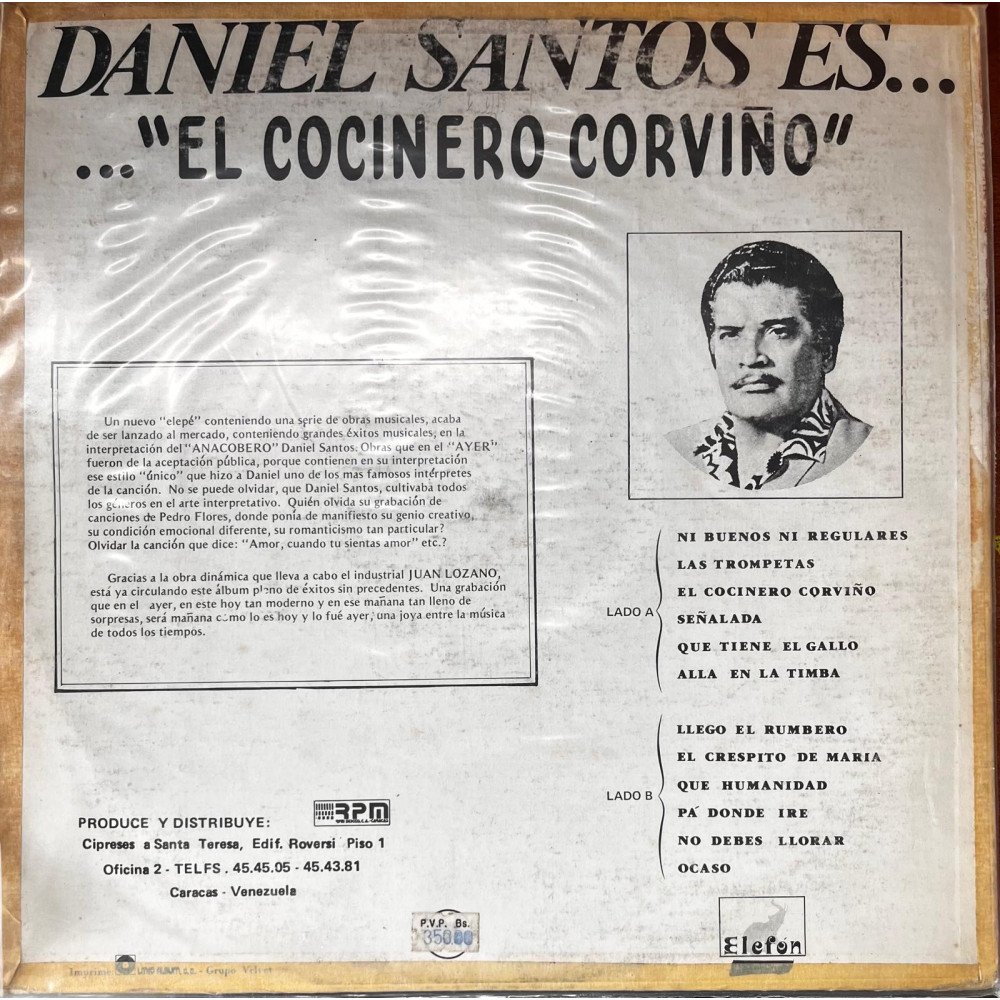 DANIEL SANTOS ES...
..."EL COCINERO CORVIÑO"
Un nuevo "elepé" conteniendo una serie de obras musicales, acaba
de ser lanzado al mercado, conteniendo grandes éxitos musicales, en la
interpretación del "ANACOBERO" Daniel Santos. Obras que en el "AYER"
fueron de la aceptación pública, porque contienen en su interpretación
ese estilo "único" que hizo a Daniel uno de los mas famosos intérpretes
de la canción. No se puede olvidar, que Daniel Santos, cultivaba todos
los géneros en el arte interpretativo. Quién olvida su grabación de
canciones de Pedro Flores, donde ponía de manifiesto su genio creativo,
su condición emocional diferente, su romanticismo tan particular?
Olvidar la canción que dice: "Amor, cuando tu sientas amor" etc.?
Gracias a la obra dinámica que lleva a cabo el industrial JUAN LOZANO,
está ya circulando este álbum pleno de éxitos sin precedentes. Una grabación
que en el ayer, en este hoy tan moderno y en ese mañana tan lleno de
sorpresas, será mañana como lo es hoy y lo fué ayer, una joya entre la música
de todos los tiempos.
LADO A
NI BUENOS NI REGULARES
LAS TROMPETAS
EL COCINERO CORVIÑO
SEÑALADA
QUE TIENE EL GALLO
ALLA EN LA TIMBA
LADO B
LLEGO EL RUMBERO
EL CRESPITO DE MARIA
QUE HUMANIDAD
PÁ DONDE IRE
NO DEBES LLORAR
OCASO
PRODUCE Y DISTRIBUYE:
RPM
Cipreses a Santa Teresa, Edif. Roversi Piso 1
Oficina 2 - TELFS. 45.45.05 - 45.43.81
Caracas - Venezuela
P.V.P. Bs.
350.00
Elefón
Imprime
ALBUM, c.a. - Grupo Velvet